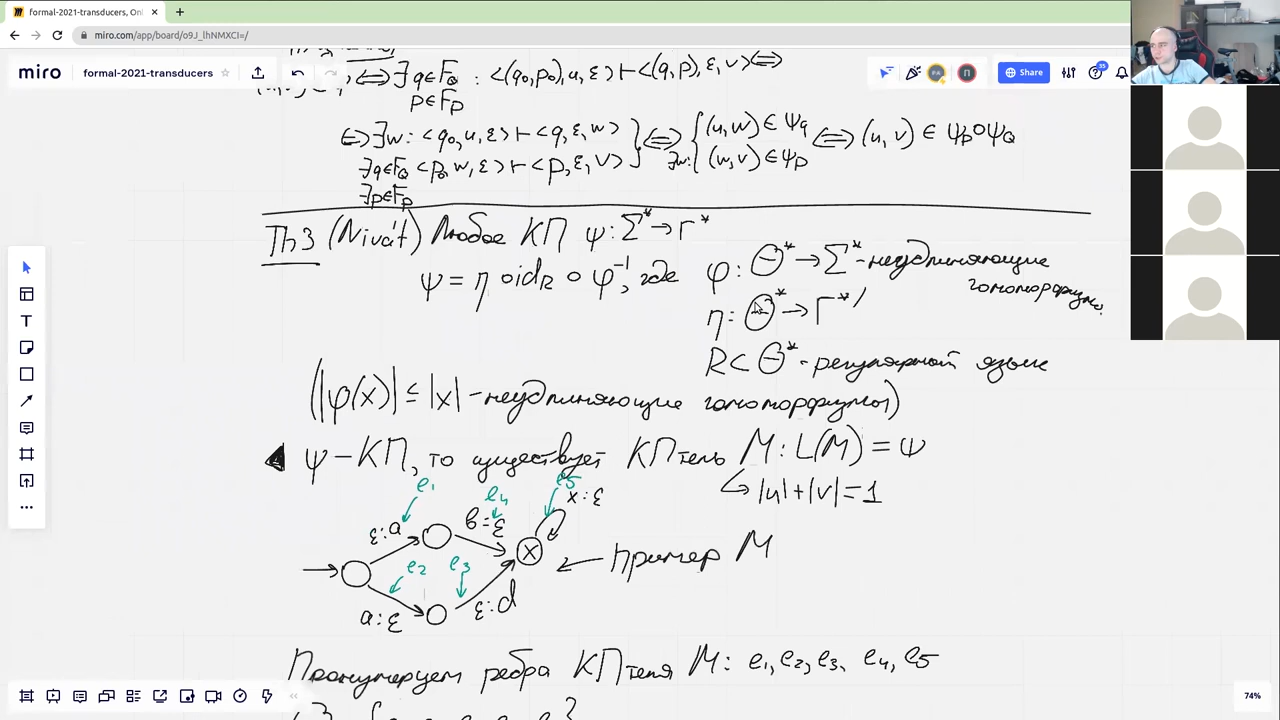 formal-2021-transducers, Onl
miro.com/app/board/o9J_lhNMXCI=/
miro formal-2021-transducers Share 35
⟺ ∃q∈F_Q : <(q₀,p₀),u,ε> ⊢ <(q,p),ε,v> ⟺
p∈F_P
⟺ ∃w: <q₀,u,ε> ⊢ <q,ε,w> } ⟺ { (u,w) ∈ Ψ_Q ⟺ (u,v) ∈ Ψ_P∘Ψ_Q
∃q∈F_Q <p₀,w,ε> ⊢ <p,ε,v> ∃w: (w,v) ∈ Ψ_P
∃p∈F_P
Th3 (Nivát) Любое КП ψ: Σ* → Γ*
ψ = η ∘ id_R ∘ φ⁻¹, где φ: Θ* → Σ* - неудлиняющие гомоморфизмы.
η: Θ* → Γ*
R ⊂ Θ* - регулярный язык
(|φ(x)| ≤ |x| - неудлиняющие гомоморфизмы)
◀ ψ - КП, то существует КПтель M: L(M) = ψ
↳ |u|+|v|=1
e₁ e₄ e₅ x:ε
ε:a b:ε
X ← Пример M
e₂ e₃
a:ε ε:d
Пронумеруем ребра КПтеля M: e₁,e₂,e₃, e₄, e₅
74%